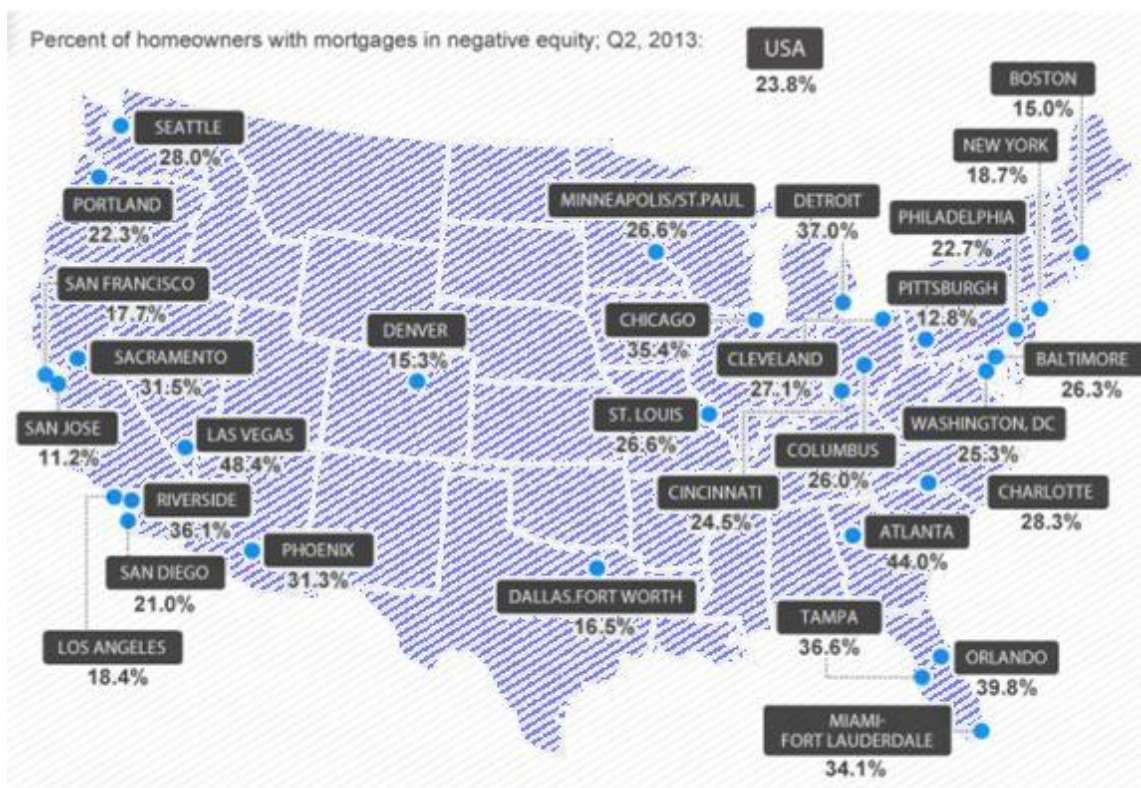 Percent of homeowners with mortgages in negative equity; Q2, 2013:
USA
23.8%
BOSTON
15.0%
SEATTLE
28.0%
NEW YORK
18.7%
PORTLAND
22.3%
MINNEAPOLIS/ST.PAUL
26.6%
DETROIT
37.0%
PHILADELPHIA
22.7%
SAN FRANCISCO
17.7%
PITTSBURGH
12.8%
CHICAGO
35.4%
DENVER
15.3%
SACRAMENTO
31.5%
CLEVELAND
27.1%
BALTIMORE
26.3%
SAN JOSE
11.2%
LAS VEGAS
48.4%
ST. LOUIS
26.6%
COLUMBUS
26.0%
WASHINGTON, DC
25.3%
RIVERSIDE
36.1%
CINCINNATI
24.5%
CHARLOTTE
28.3%
PHOENIX
31.3%
ATLANTA
44.0%
SAN DIEGO
21.0%
DALLAS.FORT WORTH
16.5%
LOS ANGELES
18.4%
TAMPA
36.6%
ORLANDO
39.8%
MIAMI-
FORT LAUDERDALE
34.1%